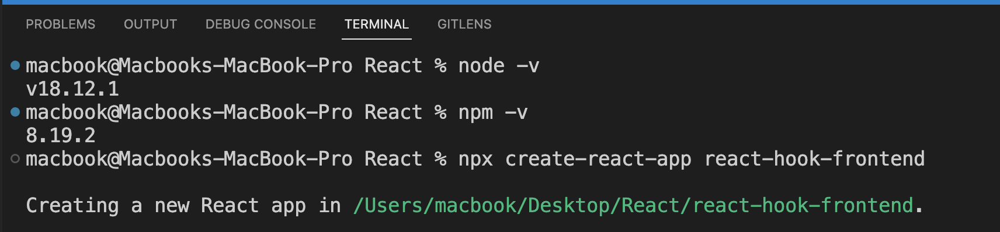 PROBLEMS OUTPUT DEBUG CONSOLE TERMINAL GITLENS
macbook@Macbooks-MacBook-Pro React % node -v
v18.12.1
macbook@Macbooks-MacBook-Pro React % npm -v
8.19.2
macbook@Macbooks-MacBook-Pro React % npx create-react-app react-hook-frontend
Creating a new React app in /Users/macbook/Desktop/React/react-hook-frontend.